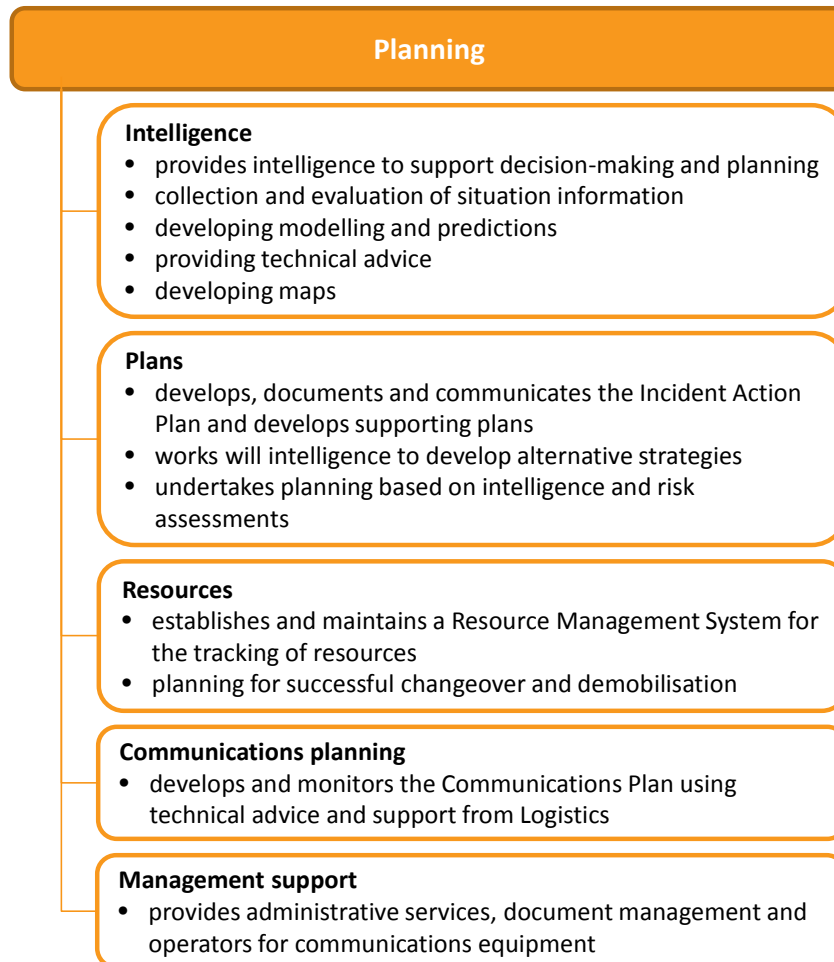 Planning
Intelligence
• provides intelligence to support decision-making and planning
• collection and evaluation of situation information
• developing modelling and predictions
• providing technical advice
• developing maps
Plans
• develops, documents and communicates the Incident Action
Plan and develops supporting plans
• works will intelligence to develop alternative strategies
• undertakes planning based on intelligence and risk
assessments
Resources
• establishes and maintains a Resource Management System for
the tracking of resources
• planning for successful changeover and demobilisation
Communications planning
• develops and monitors the Communications Plan using
technical advice and support from Logistics
Management support
• provides administrative services, document management and
operators for communications equipment